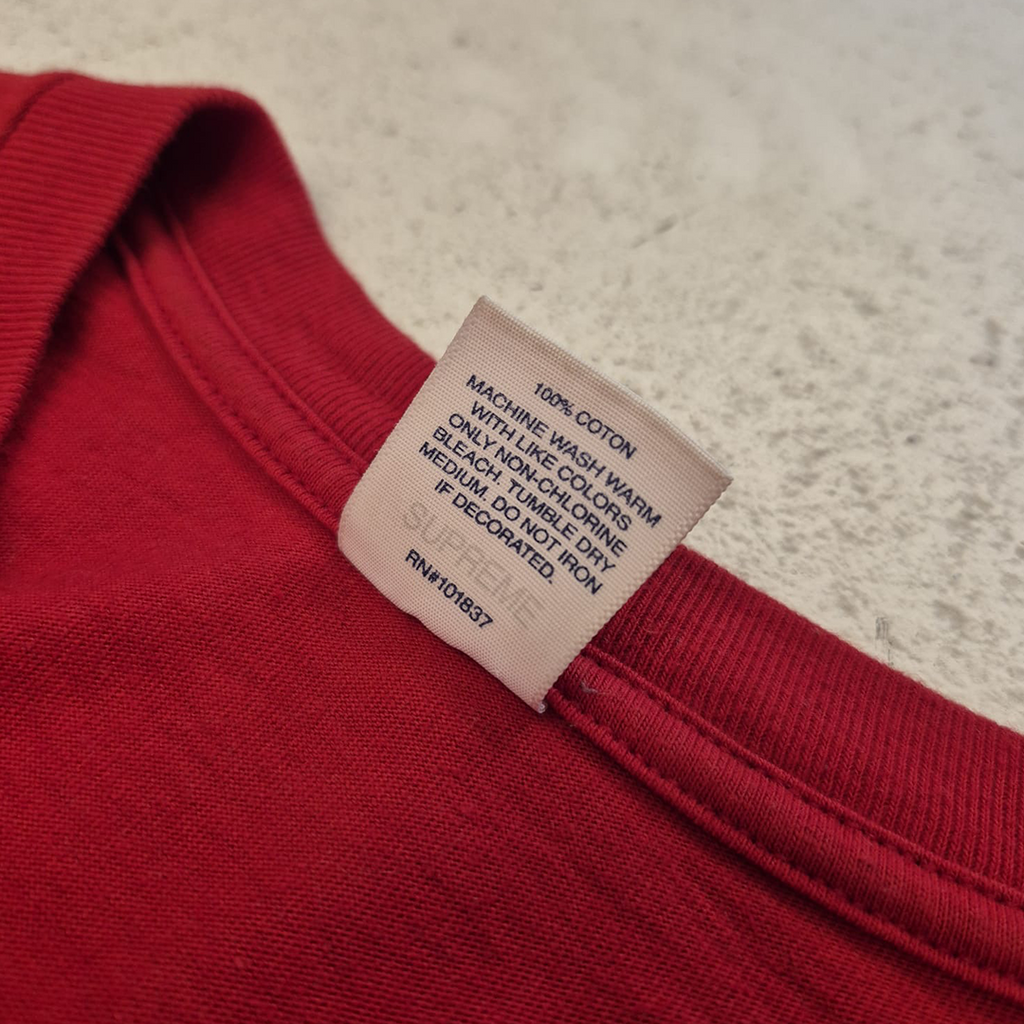 100% COTON
MACHINE WASH WARM
WITH LIKE COLORS
ONLY NON-CHLORINE
BLEACH. TUMBLE DRY
MEDIUM. DO NOT IRON
IF DECORATED.
SUPREME
RN#101837